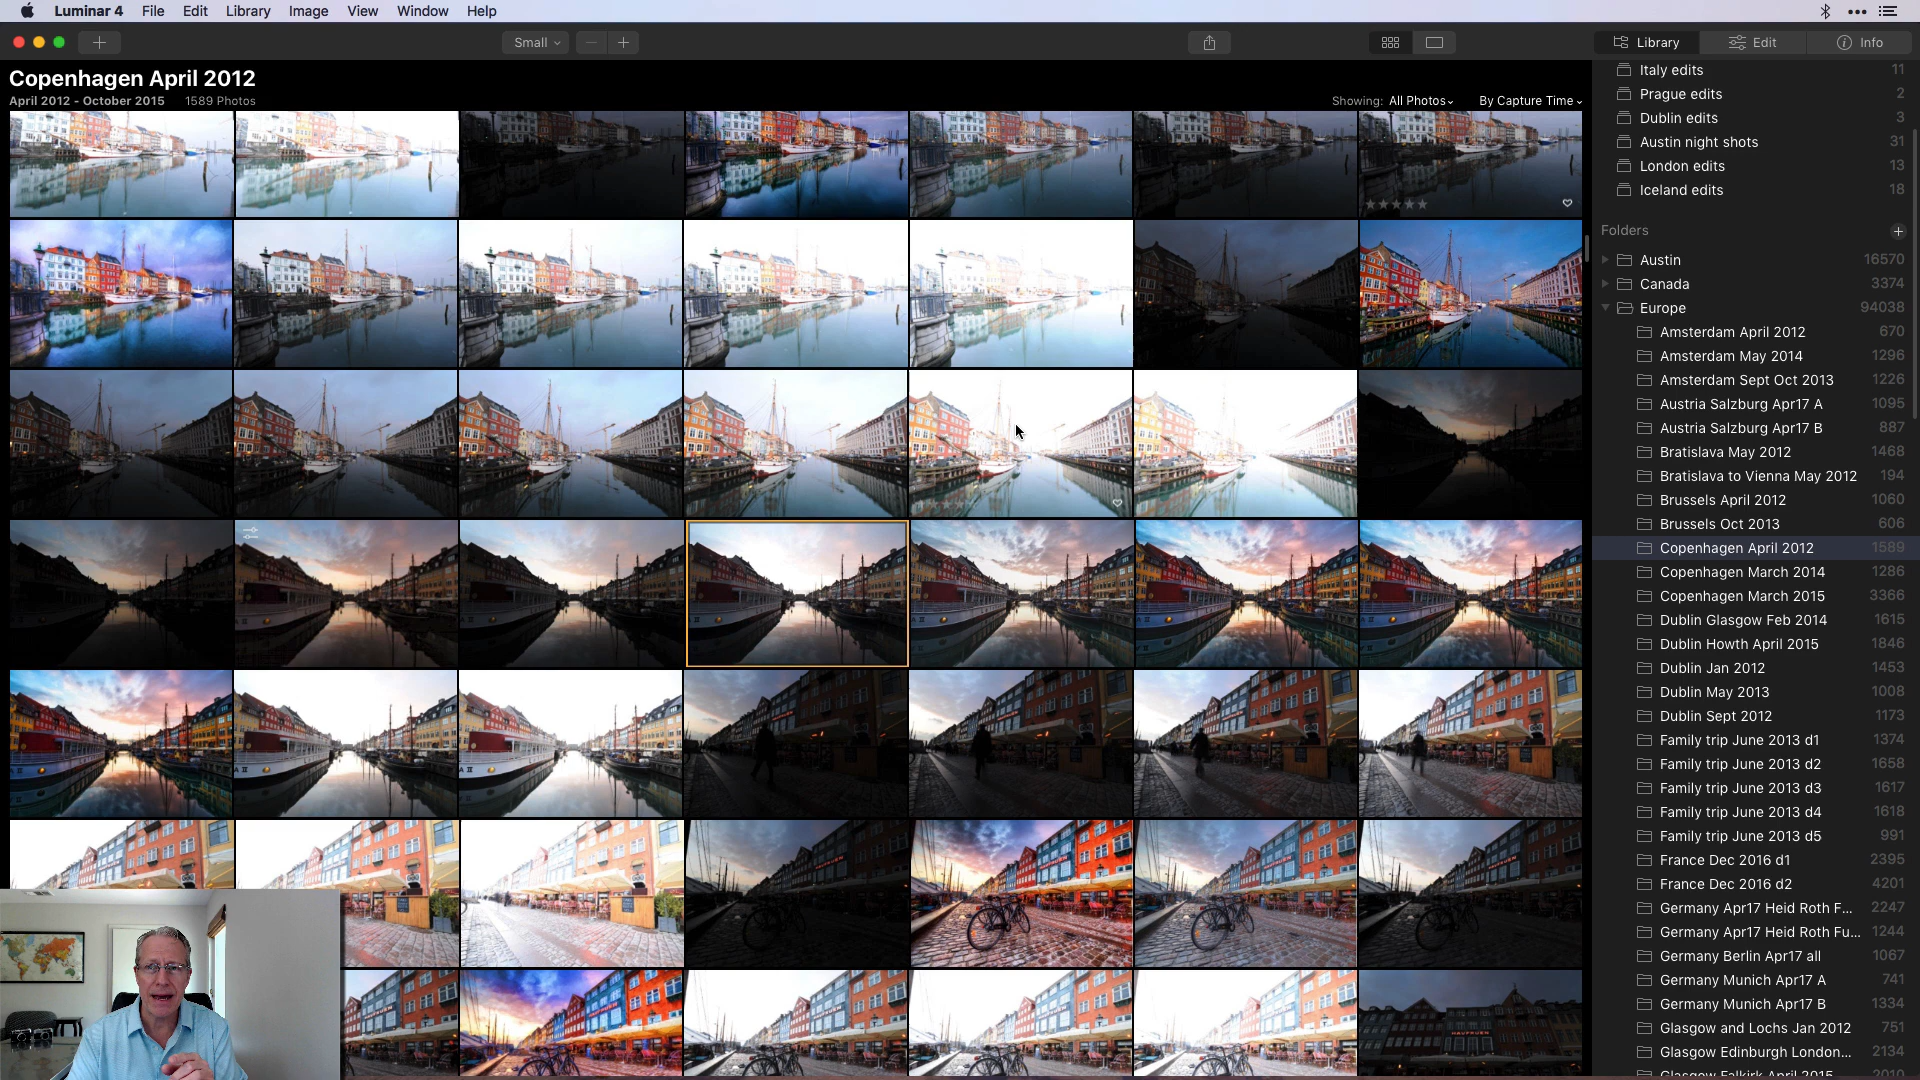 Luminar 4 File Edit Library Image View Window Help
Small
Library Edit Info
Copenhagen April 2012
April 2012 - October 2015 1589 Photos
Showing: All Photos By Capture Time
Italy edits 11
Prague edits 2
Dublin edits 3
Austin night shots 31
London edits 13
Iceland edits 18
Folders
Austin 16570
Canada 3374
Europe 94038
Amsterdam April 2012 670
Amsterdam May 2014 1296
Amsterdam Sept Oct 2013 1226
Austria Salzburg Apr17 A 1095
Austria Salzburg Apr17 B 887
Bratislava May 2012 1468
Bratislava to Vienna May 2012 194
Brussels April 2012 1060
Brussels Oct 2013 606
Copenhagen April 2012 1589
Copenhagen March 2014 1286
Copenhagen March 2015 3366
Dublin Glasgow Feb 2014 1615
Dublin Howth April 2015 1846
Dublin Jan 2012 1453
Dublin May 2013 1008
Dublin Sept 2012 1173
Family trip June 2013 d1 1374
Family trip June 2013 d2 1658
Family trip June 2013 d3 1617
Family trip June 2013 d4 1618
Family trip June 2013 d5 991
France Dec 2016 d1 2395
France Dec 2016 d2 4201
Germany Apr17 Heid Roth F... 2247
Germany Apr17 Heid Roth Fu... 1244
Germany Berlin Apr17 all 1067
Germany Munich Apr17 A 741
Germany Munich Apr17 B 1334
Glasgow and Lochs Jan 2012 751
Glasgow Edinburgh London... 2134
Glasgow Falkirk April 2015 2010